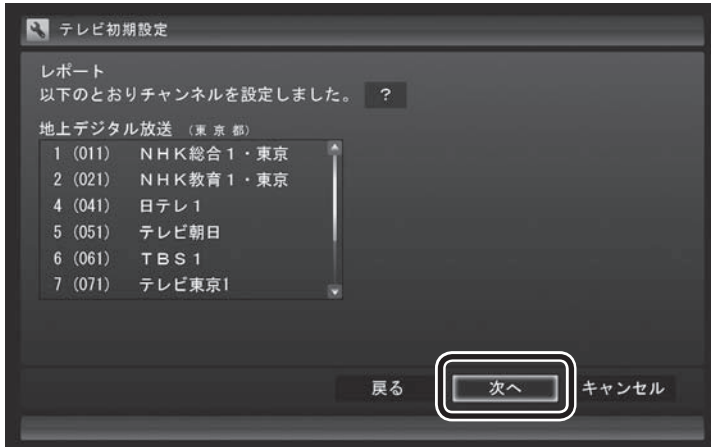 テレビ初期設定
レポート
以下のとおりチャンネルを設定しました。 ?
地上デジタル放送 (東京都)
1 (011) NHK総合1・東京
2 (021) NHK教育1・東京
4 (041) 日テレ1
5 (051) テレビ朝日
6 (061) TBS1
7 (071) テレビ東京1
戻る 次へ キャンセル